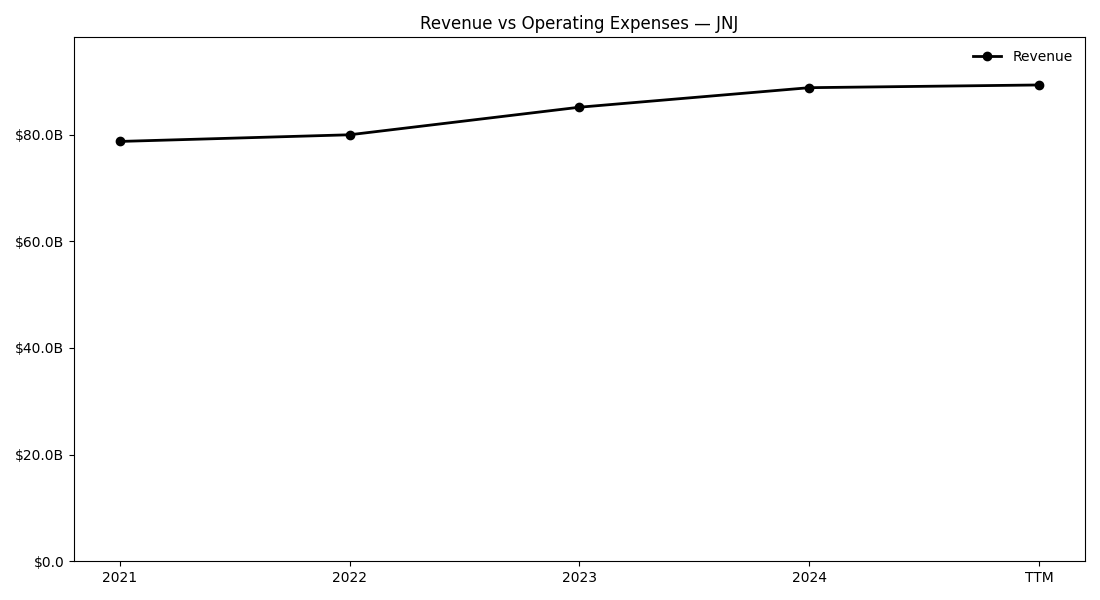 Revenue vs Operating Expenses — JNJ
Revenue
$80.0B
$60.0B
$40.0B
$20.0B
$0.0
2021 2022 2023 2024 TTM